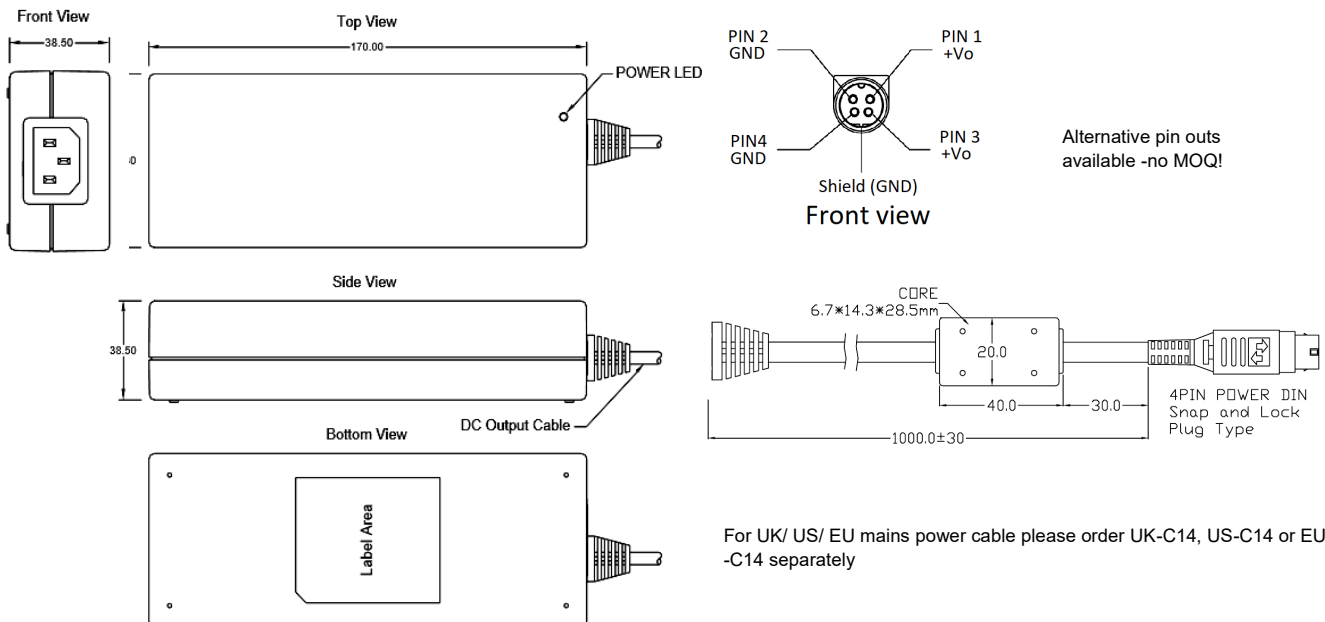 Front View
38.50
Top View
170.00
POWER LED
PIN 2
GND
PIN 1
+Vo
PIN4
GND
PIN 3
+Vo
Shield (GND)
Front view
Alternative pin outs
available -no MOQ!
Side View
38.50
DC Output Cable
CORE
6.7*14.3*28.5mm
20.0
40.0
30.0
1000.0±30
4PIN POWER DIN
Snap and Lock
Plug Type
Bottom View
Label Area
For UK/ US/ EU mains power cable please order UK-C14, US-C14 or EU
-C14 separately